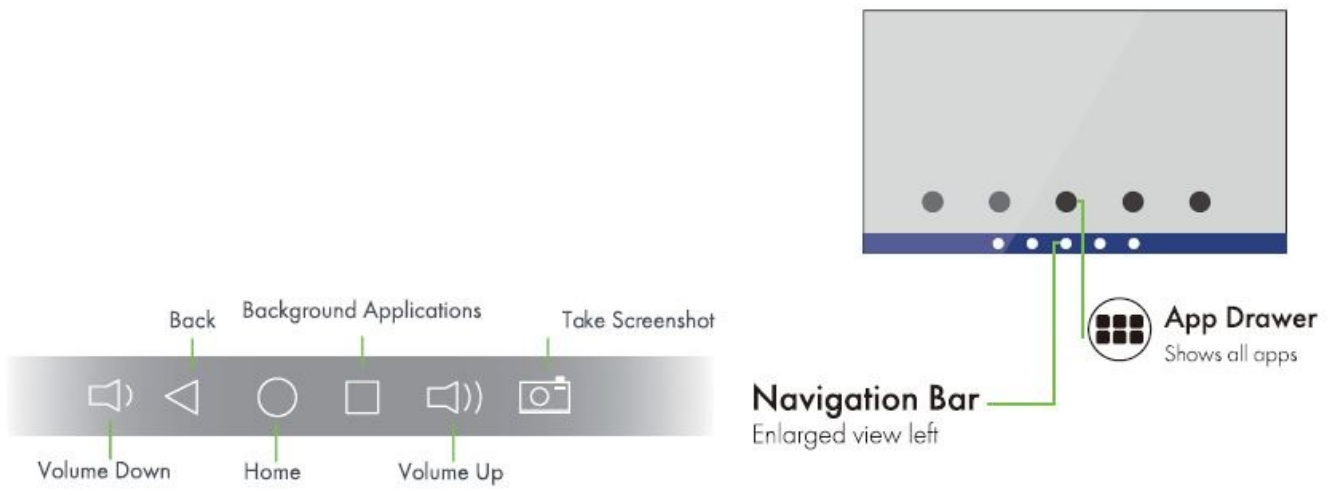 Back
Background Applications
Take Screenshot
Volume Down
Home
Volume Up
App Drawer
Shows all apps
Navigation Bar
Enlarged view left